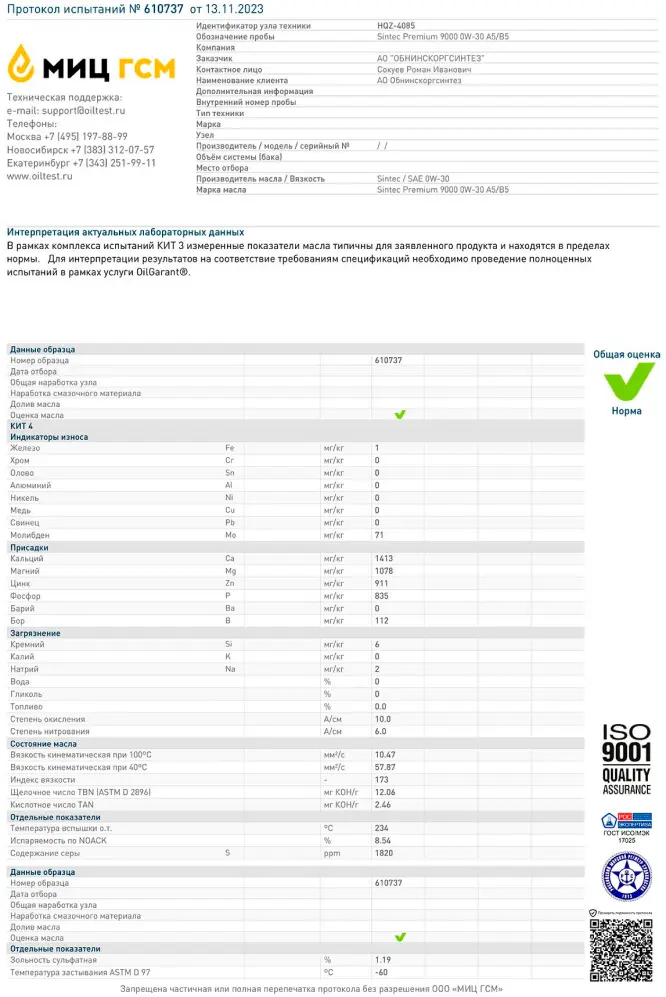 Протокол испытаний № 610737 от 13.11.2023
МИЦ ГСМ
Техническая поддержка:
e-mail: support@oiltest.ru
Телефоны:
Москва +7 (495) 197-88-99
Новосибирск +7 (383) 312-07-57
Екатеринбург +7 (343) 251-99-11
www.oiltest.ru
Идентификатор узла техники HQZ-4085
Обозначение пробы Sintec Premium 9000 0W-30 A5/B5
Компания
Заказчик АО "ОБНИНСКОРГСИНТЕЗ"
Контактное лицо Сокуев Роман Иванович
Наименование клиента АО Обнинскоргсинтез
Дополнительная информация
Внутренний номер пробы
Тип техники
Марка
Узел
Производитель / модель / серийный № / /
Объём системы (бака)
Место отбора
Производитель масла / Вязкость Sintec / SAE 0W-30
Марка масла Sintec Premium 9000 0W-30 A5/B5
Интерпретация актуальных лабораторных данных
В рамках комплекса испытаний КИТ 3 измеренные показатели масла типичны для заявленного продукта и находятся в пределах
нормы. Для интерпретации результатов на соответствие требованиям спецификаций необходимо проведение полноценных
испытаний в рамках услуги OilGarant®.
Данные образца
Номер образца 610737
Дата отбора
Общая наработка узла
Наработка смазочного материала
Долив масла
Оценка масла
КИТ 4
Индикаторы износа
Железо Fe мг/кг 1
Хром Cr мг/кг 0
Олово Sn мг/кг 0
Алюминий Al мг/кг 0
Никель Ni мг/кг 0
Медь Cu мг/кг 0
Свинец Pb мг/кг 0
Молибден Mo мг/кг 71
Присадки
Кальций Ca мг/кг 1413
Магний Mg мг/кг 1078
Цинк Zn мг/кг 911
Фосфор P мг/кг 835
Барий Ba мг/кг 0
Бор B мг/кг 112
Загрязнение
Кремний Si мг/кг 6
Калий K мг/кг 0
Натрий Na мг/кг 2
Вода % 0
Гликоль % 0
Топливо % 0.0
Степень окисления А/см 10.0
Степень нитрования А/см 6.0
Состояние масла
Вязкость кинематическая при 100ºC мм²/с 10.47
Вязкость кинематическая при 40ºC мм²/с 57.87
Индекс вязкости - 173
Щелочное число TBN (ASTM D 2896) мг KOH/г 12.06
Кислотное число TAN мг KOH/г 2.46
Отдельные показатели
Температура вспышки о.т. ºC 234
Испаряемость по NOACK % 8.54
Содержание серы S ppm 1820
Данные образца
Номер образца 610737
Дата отбора
Общая наработка узла
Наработка смазочного материала
Долив масла
Оценка масла
Отдельные показатели
Зольность сульфатная % 1.19
Температура застывания ASTM D 97 ºC -60
Общая оценка
Норма
ISO
9001
QUALITY
ASSURANCE
РОС
ЭКСПЕРТИЗА
ГОСТ ИСО/МЭК
17025
1913
Проверить подлинность протокола
Запрещена частичная или полная перепечатка протокола без разрешения ООО «МИЦ ГСМ»